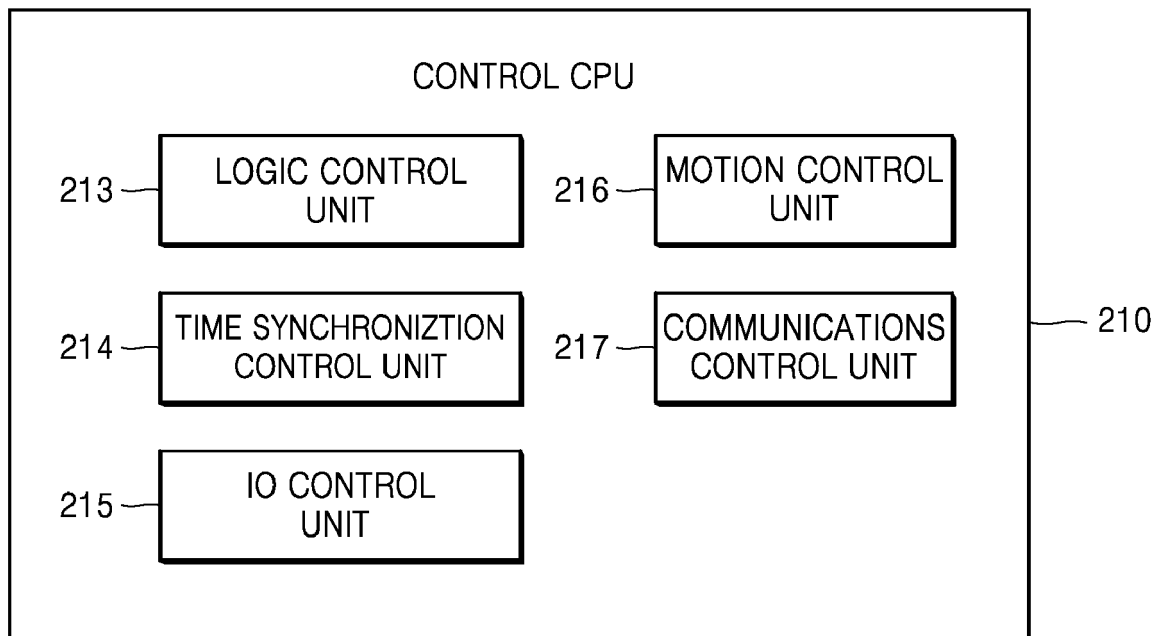 CONTROL CPU
213
LOGIC CONTROL
UNIT
216
MOTION CONTROL
UNIT
214
TIME SYNCHRONIZTION
CONTROL UNIT
217
COMMUNICATIONS
CONTROL UNIT
210
215
IO CONTROL
UNIT